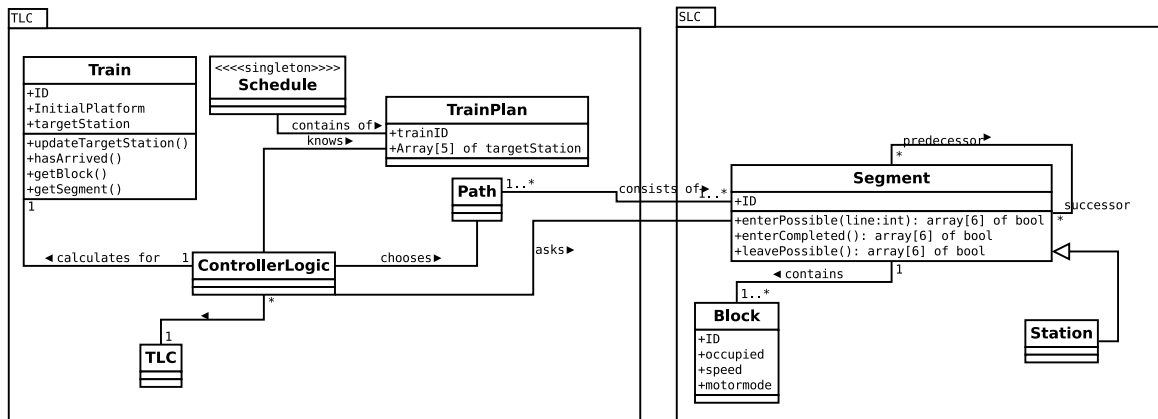 TLC
SLC
Train
+ID
+InitialPlatform
+targetStation
+updateTargetStation()
+hasArrived()
+getBlock()
+getSegment()
1
<<<<singleton>>>>
Schedule
contains of►
knows►
TrainPlan
+trainID
+Array[5] of targetStation
Path
1..*
consists of►
1..*
predecessor►
*
Segment
+ID
+enterPossible(line:int): array[6] of bool
+enterCompleted(): array[6] of bool
+leavePossible(): array[6] of bool
successor
*
◄ calculates for
1
ControllerLogic
chooses►
asks►
*
◄
1
TLC
1
◄ contains
1..*
Block
+ID
+occupied
+speed
+motormode
Station